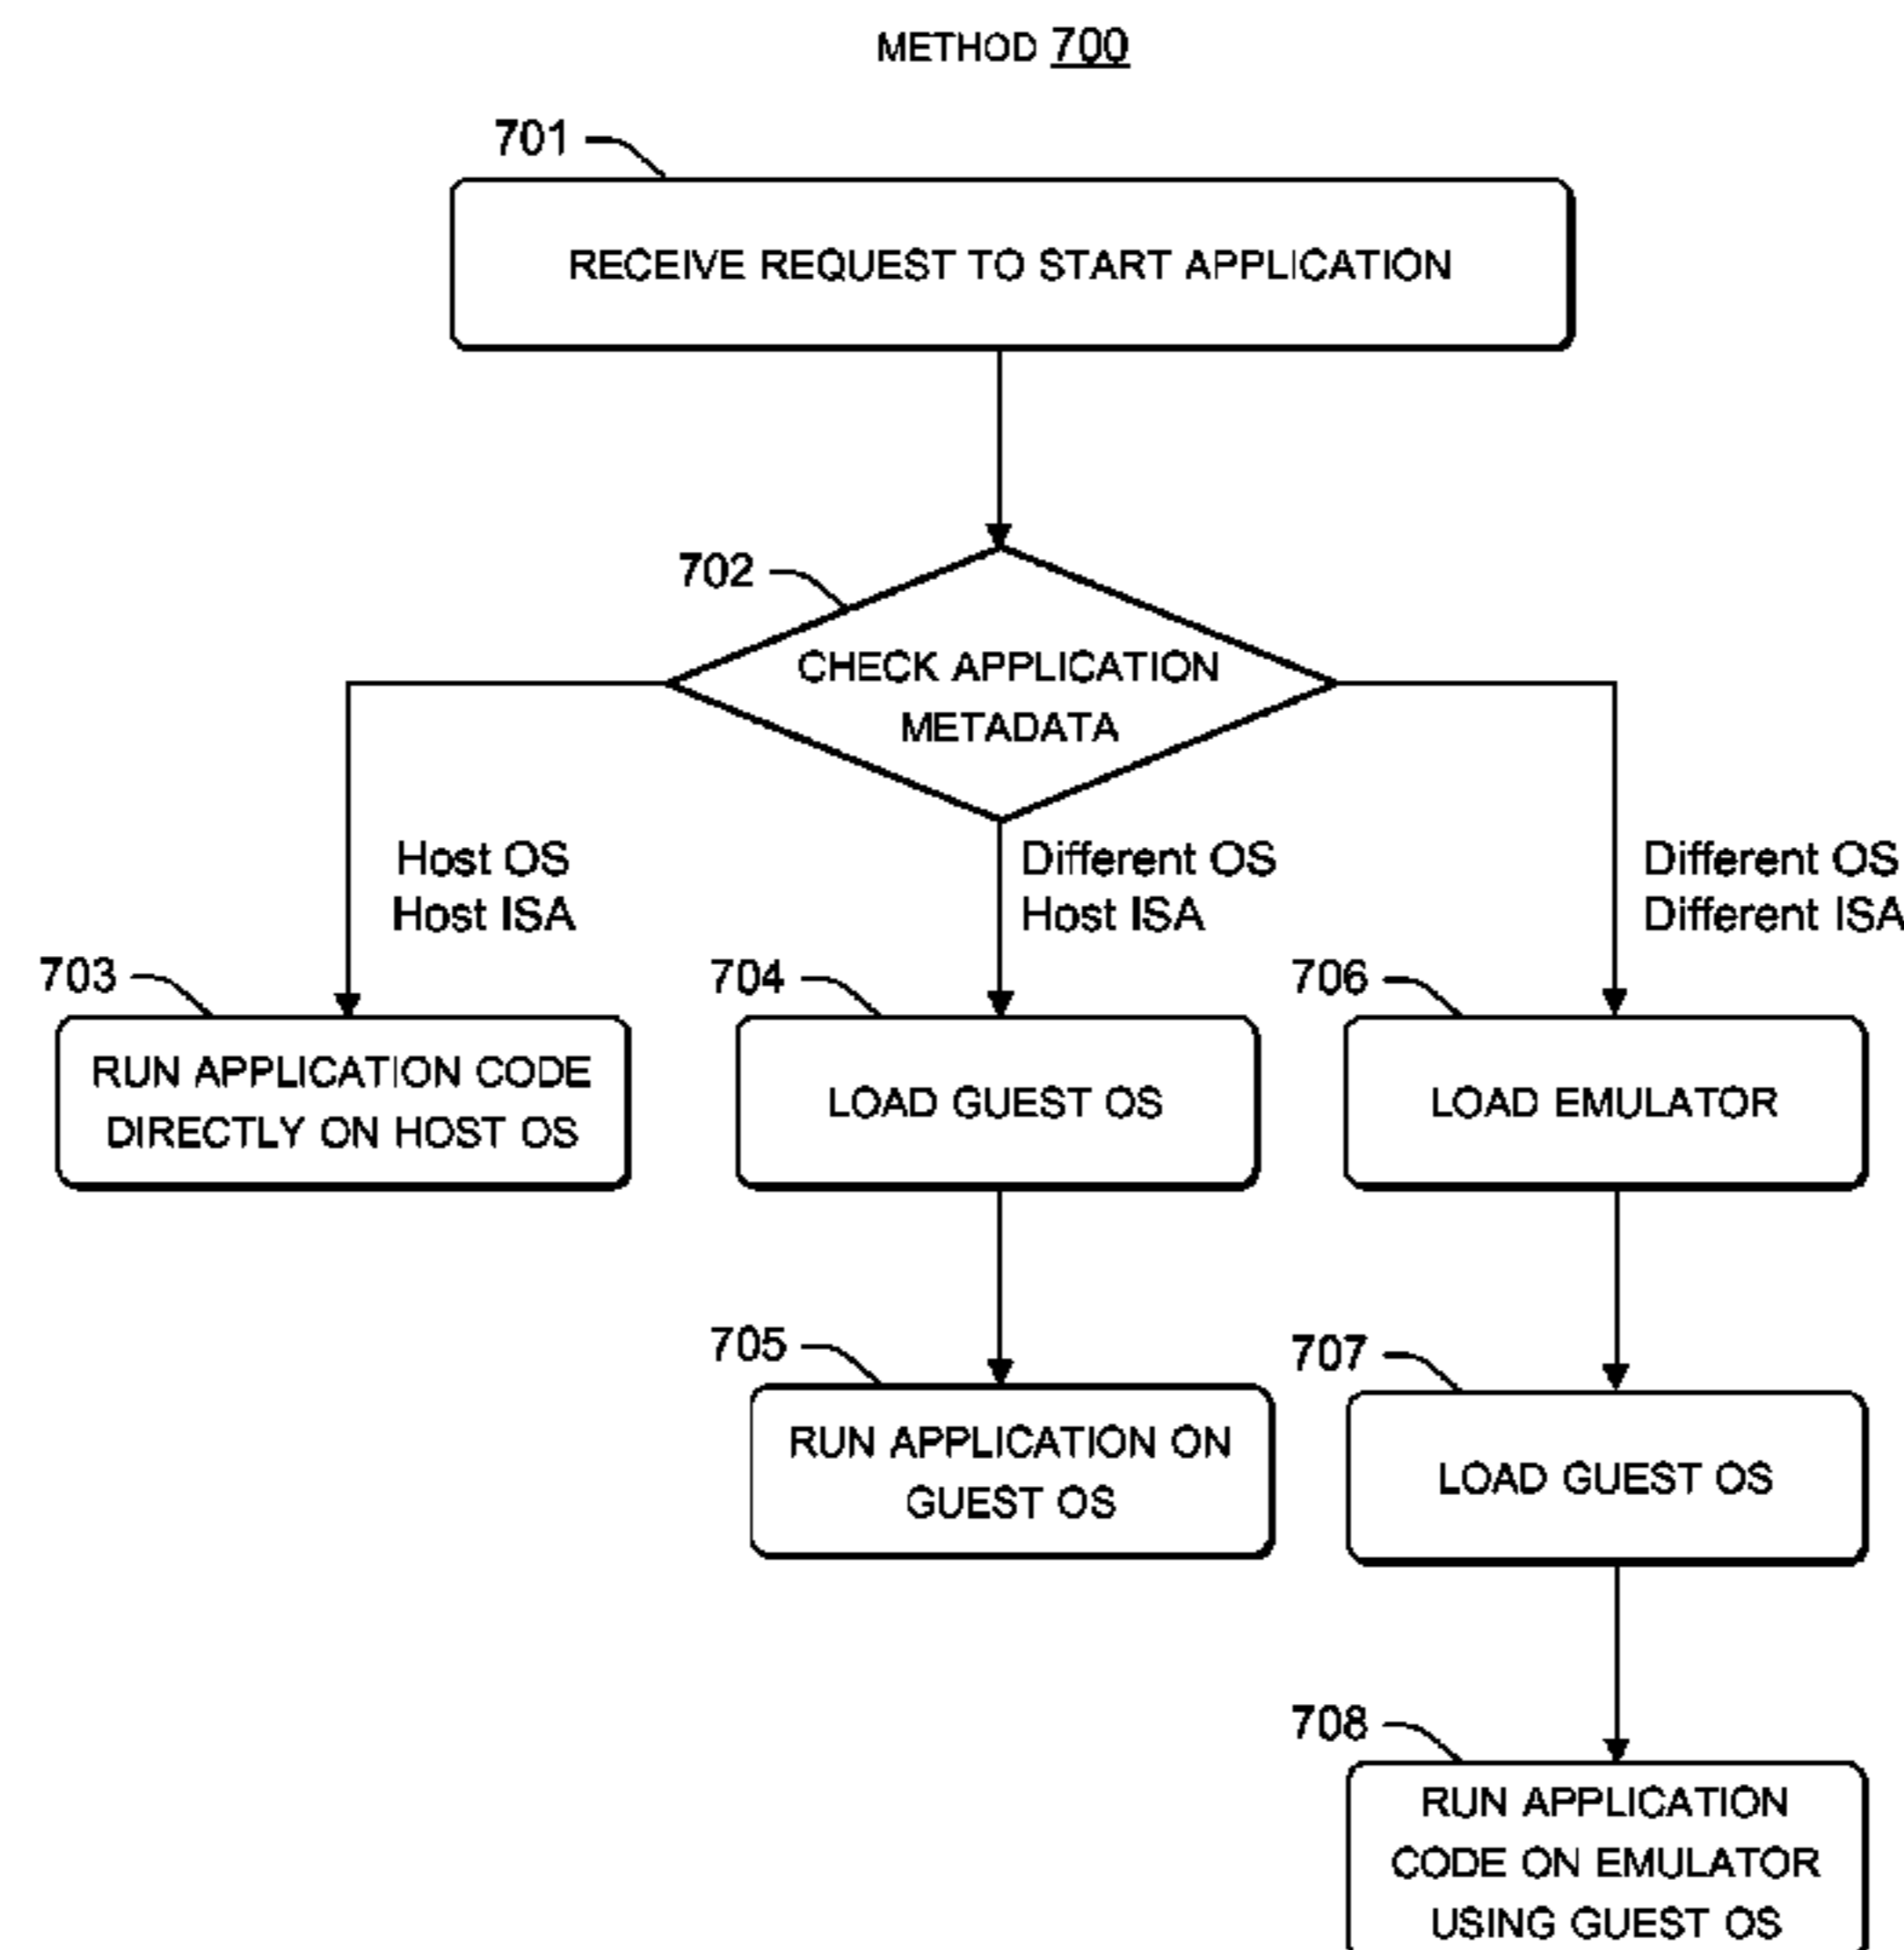 METHOD 700
701
RECEIVE REQUEST TO START APPLICATION
702
CHECK APPLICATION
METADATA
Host OS
Host ISA
Different OS
Host ISA
Different OS
Different ISA
703
RUN APPLICATION CODE
DIRECTLY ON HOST OS
704
LOAD GUEST OS
706
LOAD EMULATOR
705
RUN APPLICATION ON
GUEST OS
707
LOAD GUEST OS
708
RUN APPLICATION
CODE ON EMULATOR
USING GUEST OS